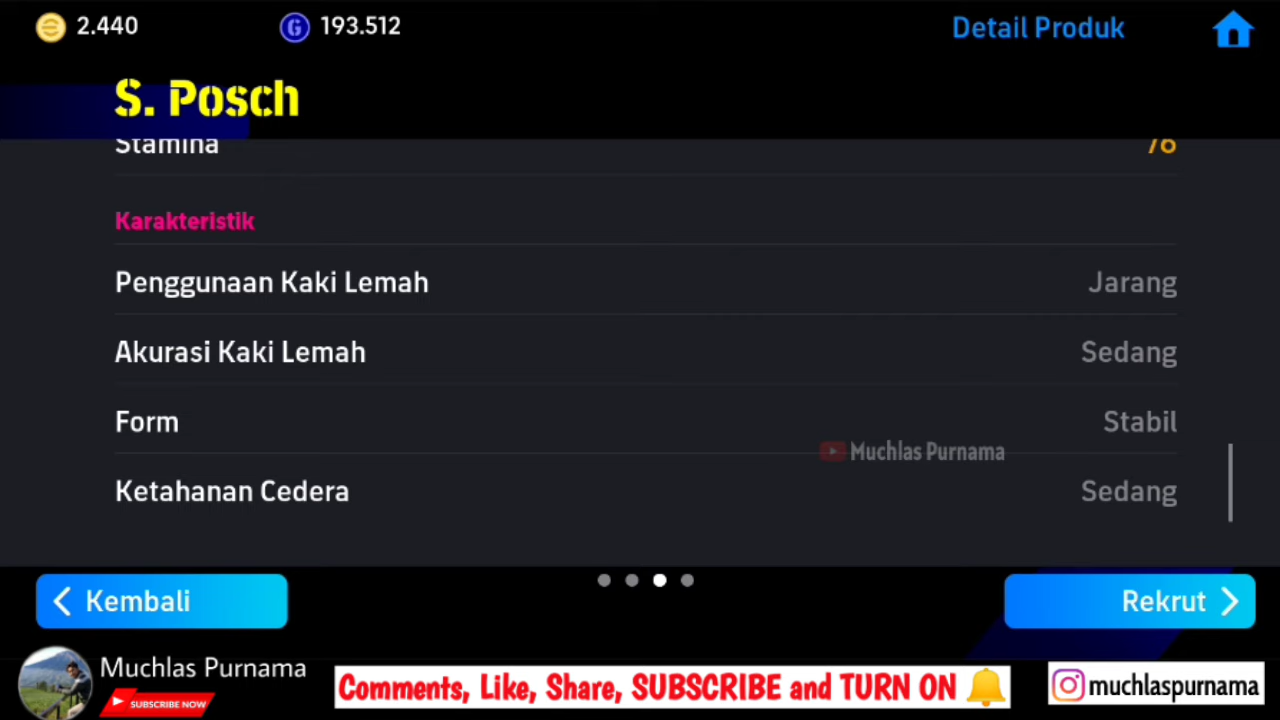 2.440 193.512 Detail Produk
S. Posch
Stamina 76
Karakteristik
Penggunaan Kaki Lemah Jarang
Akurasi Kaki Lemah Sedang
Form Stabil
Muchlas Purnama
Ketahanan Cedera Sedang
Kembali Rekrut
Muchlas Purnama
SUBSCRIBE NOW
Comments, Like, Share, SUBSCRIBE and TURN ON
muchlaspurnama